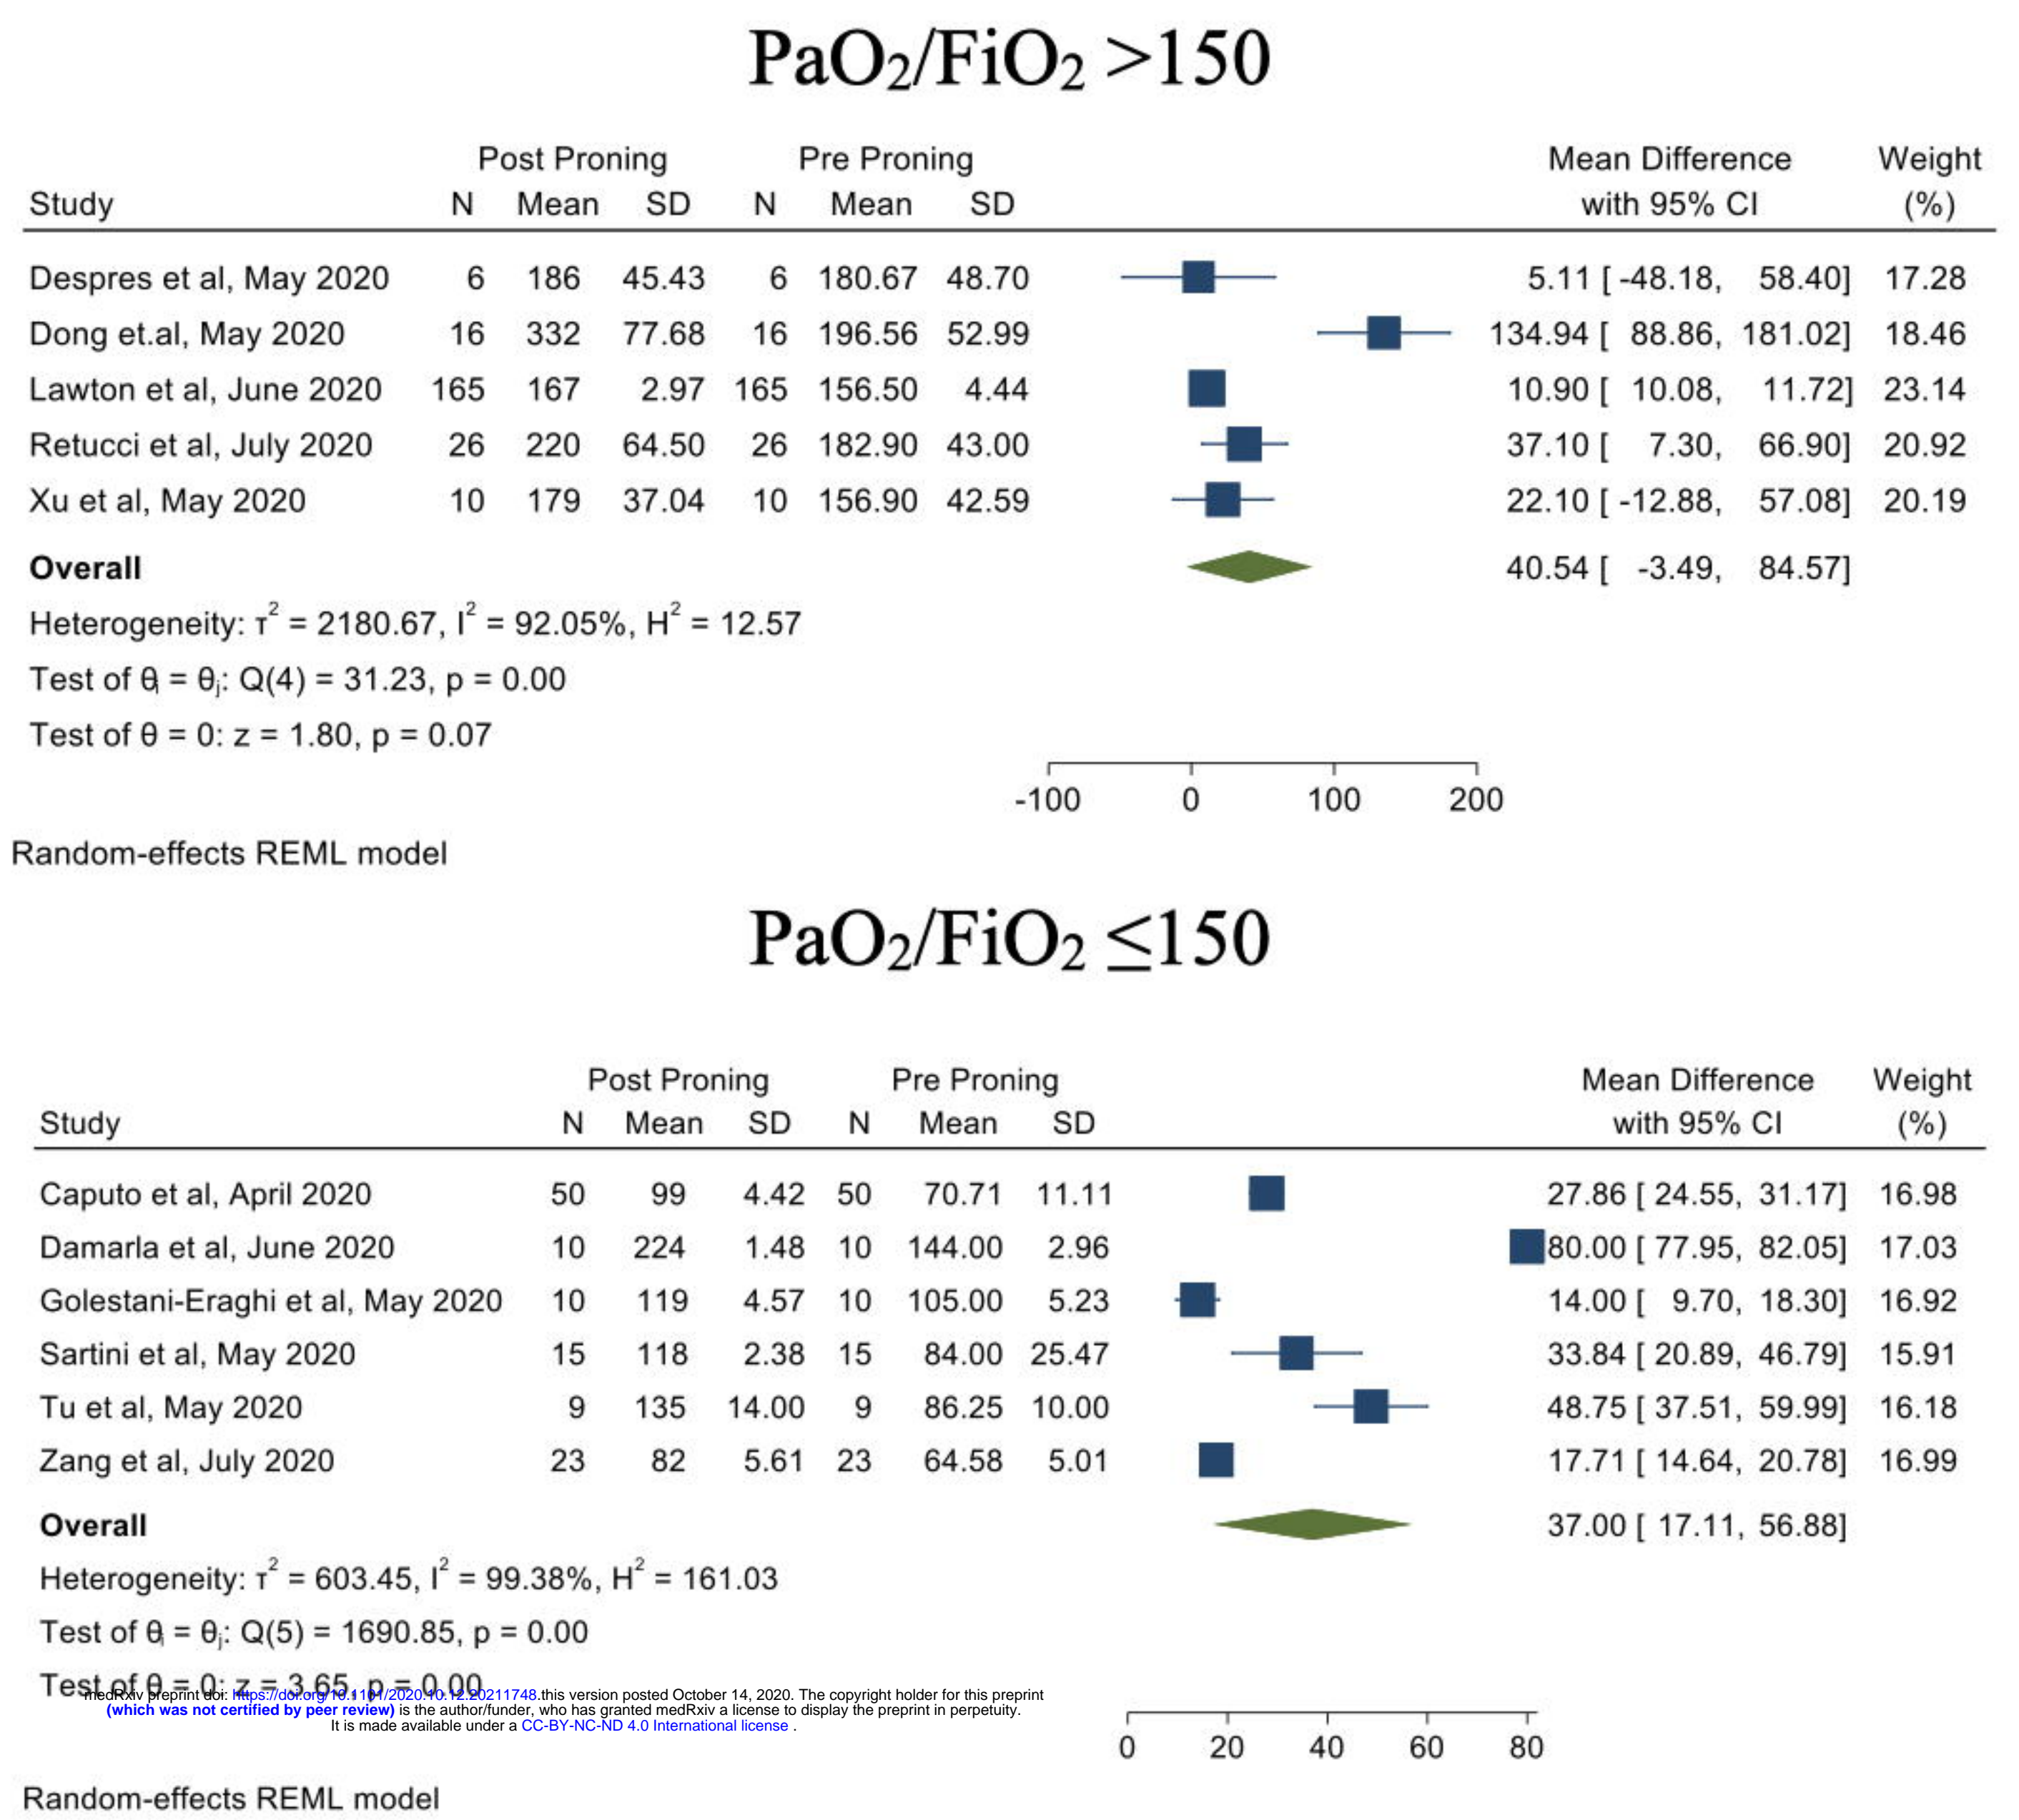 PaO₂/FiO₂ >150
Post Proning Pre Proning Mean Difference Weight
Study N Mean SD N Mean SD with 95% CI (%)
Despres et al, May 2020 6 186 45.43 6 180.67 48.70 5.11 [ -48.18, 58.40] 17.28
Dong et.al, May 2020 16 332 77.68 16 196.56 52.99 134.94 [ 88.86, 181.02] 18.46
Lawton et al, June 2020 165 167 2.97 165 156.50 4.44 10.90 [ 10.08, 11.72] 23.14
Retucci et al, July 2020 26 220 64.50 26 182.90 43.00 37.10 [ 7.30, 66.90] 20.92
Xu et al, May 2020 10 179 37.04 10 156.90 42.59 22.10 [ -12.88, 57.08] 20.19
Overall 40.54 [ -3.49, 84.57]
Heterogeneity: τ² = 2180.67, I² = 92.05%, H² = 12.57
Test of θᵢ = θⱼ: Q(4) = 31.23, p = 0.00
Test of θ = 0: z = 1.80, p = 0.07
-100 0 100 200
Random-effects REML model
PaO₂/FiO₂ ≤150
Post Proning Pre Proning Mean Difference Weight
Study N Mean SD N Mean SD with 95% CI (%)
Caputo et al, April 2020 50 99 4.42 50 70.71 11.11 27.86 [ 24.55, 31.17] 16.98
Damarla et al, June 2020 10 224 1.48 10 144.00 2.96 80.00 [ 77.95, 82.05] 17.03
Golestani-Eraghi et al, May 2020 10 119 4.57 10 105.00 5.23 14.00 [ 9.70, 18.30] 16.92
Sartini et al, May 2020 15 118 2.38 15 84.00 25.47 33.84 [ 20.89, 46.79] 15.91
Tu et al, May 2020 9 135 14.00 9 86.25 10.00 48.75 [ 37.51, 59.99] 16.18
Zang et al, July 2020 23 82 5.61 23 64.58 5.01 17.71 [ 14.64, 20.78] 16.99
Overall 37.00 [ 17.11, 56.88]
Heterogeneity: τ² = 603.45, I² = 99.38%, H² = 161.03
Test of θᵢ = θⱼ: Q(5) = 1690.85, p = 0.00
Test of θ = 0: z = 3.65, p = 0.00
medRxiv preprint doi: https://doi.org/10.1101/2020.10.12.20211748.this version posted October 14, 2020. The copyright holder for this preprint
(which was not certified by peer review) is the author/funder, who has granted medRxiv a license to display the preprint in perpetuity.
It is made available under a CC-BY-NC-ND 4.0 International license .
0 20 40 60 80
Random-effects REML model